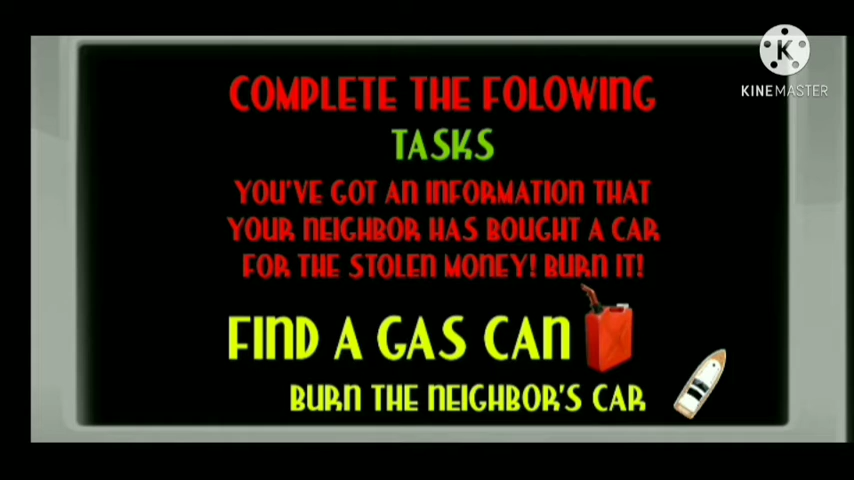 COMPLETE THE FOLOWING
TASKS
YOU'VE GOT AN INFORMATION THAT
YOUR NEIGHBOR HAS BOUGHT A CAR
FOR THE STOLEN MONEY! BURN IT!
FIND A GAS CAN
BURN THE NEIGHBOR'S CAR
K
KINEMASTER